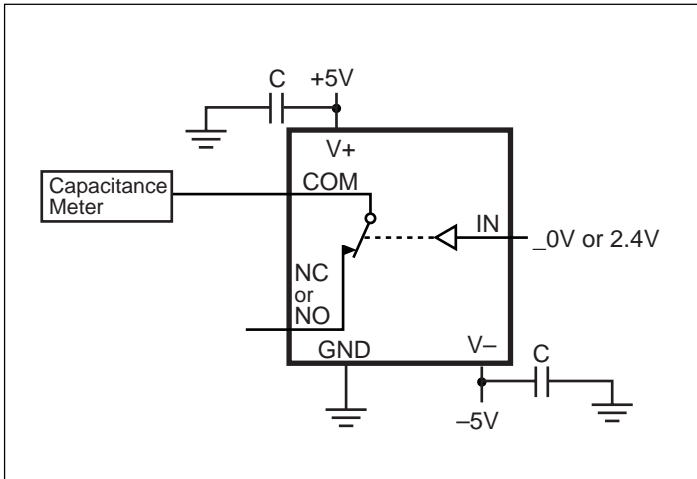 C
+5V
V+
Capacitance
Meter
COM
IN
_0V or 2.4V
NC
or
NO
GND
V–
C
–5V